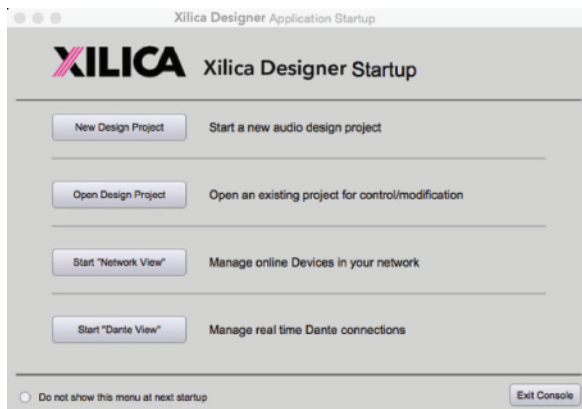 Xilica Designer Application Startup
XILICA Xilica Designer Startup
New Design Project Start a new audio design project
Open Design Project Open an existing project for control/modification
Start "Network View" Manage online Devices in your network
Start "Dante View" Manage real time Dante connections
Do not show this menu at next startup Exit Console